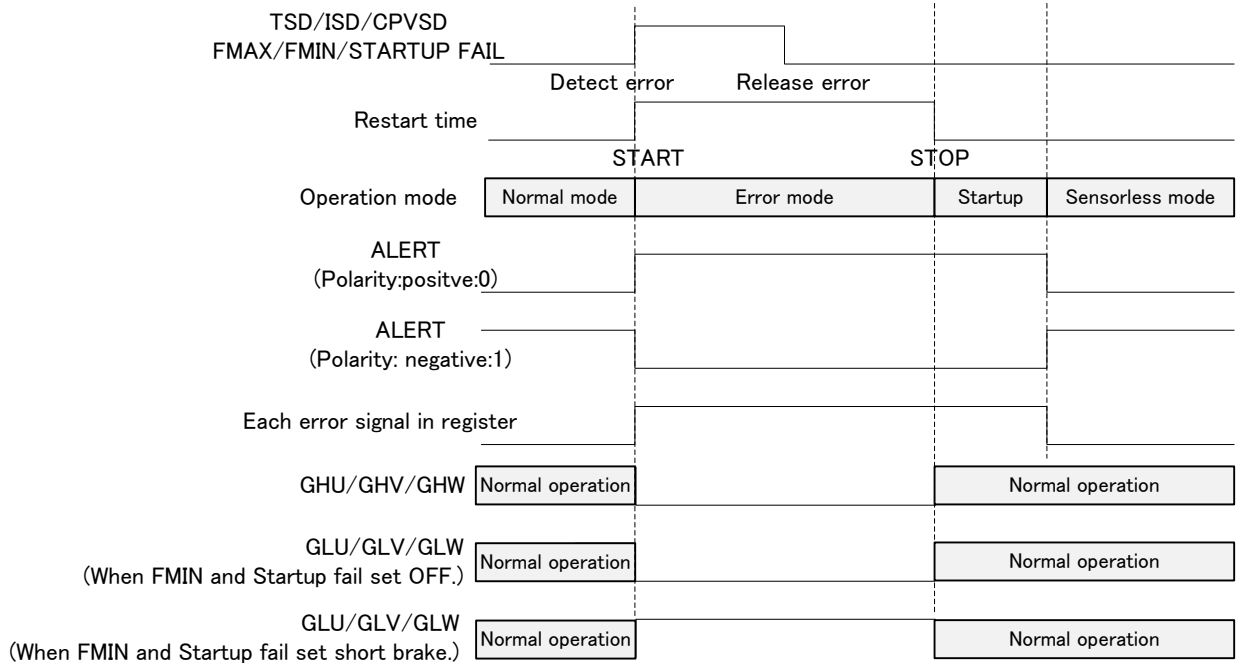 TSD/ISD/CPVSD
FMAX/FMIN/STARTUP FAIL
Detect error
Release error
Restart time
START
STOP
Operation mode
Normal mode
Error mode
Startup
Sensorless mode
ALERT
(Polarity:positve:0)
ALERT
(Polarity: negative:1)
Each error signal in register
GHU/GHV/GHW
Normal operation
Normal operation
GLU/GLV/GLW
(When FMIN and Startup fail set OFF.)
Normal operation
Normal operation
GLU/GLV/GLW
(When FMIN and Startup fail set short brake.)
Normal operation
Normal operation